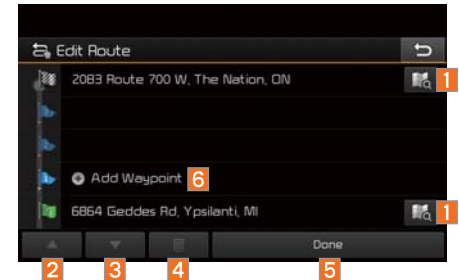 Edit Route
2083 Route 700 W, The Nation, ON 1
Add Waypoint 6
6864 Geddes Rd, Ypsilanti, MI 1
Done
2 3 4 5